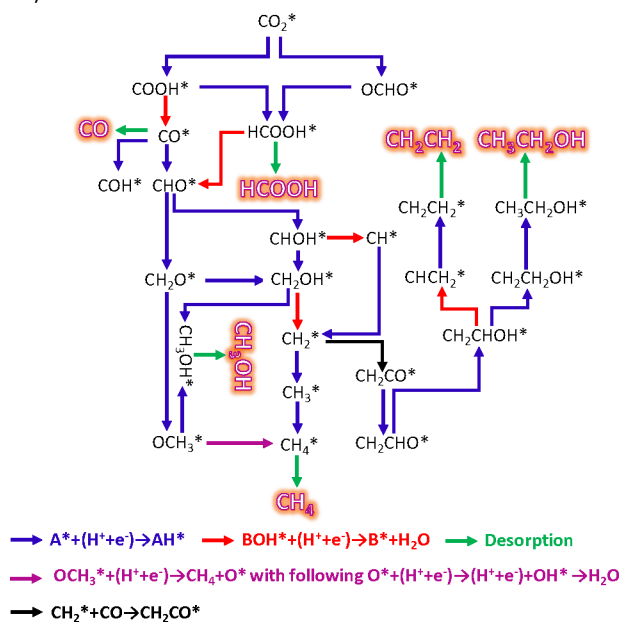 CO₂*
COOH*
OCHO*
CO
CO*
HCOOH*
CH₂CH₂
CH₃CH₂OH
COH*
CHO*
HCOOH
CH₂CH₂*
CH₃CH₂OH*
CHOH*
CH*
CH₂O*
CH₂OH*
CHCH₂*
CH₂CH₂OH*
CH₃OH*
CH₃OH
CH₂*
CH₂CHOH*
CH₂CO*
CH₃*
OCH₃*
CH₄*
CH₂CHO*
CH₄
A*+(H⁺+e⁻)→AH*
BOH*+(H⁺+e⁻)→B*+H₂O
Desorption
OCH₃*+(H⁺+e⁻)→CH₄+O* with following O*+(H⁺+e⁻)→(H⁺+e⁻)+OH* →H₂O
CH₂*+CO→CH₂CO*